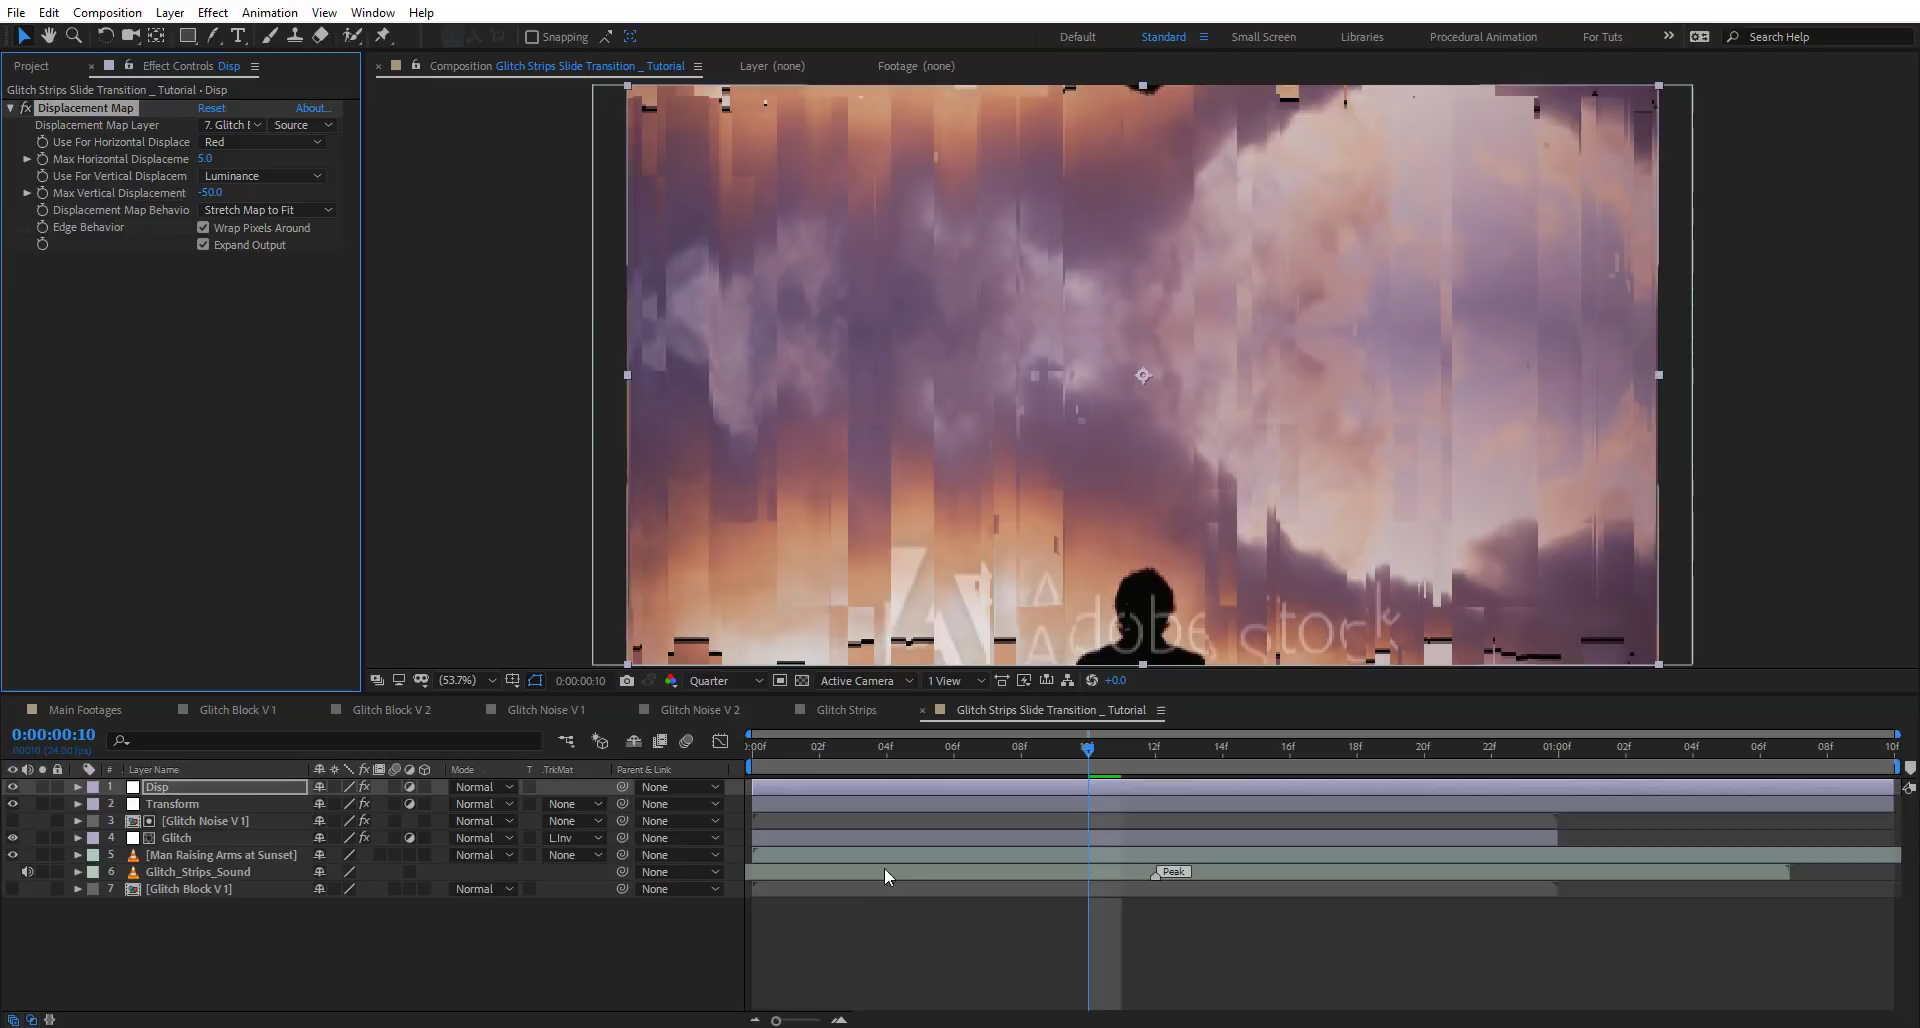 File Edit Composition Layer Effect Animation View Window Help
Snapping Default Standard Small Screen Libraries Procedural Animation For Tuts Search Help
Project Effect Controls Disp Composition Glitch Strips Slide Transition _ Tutorial Layer (none) Footage (none)
Glitch Strips Slide Transition _ Tutorial • Disp
fx Displacement Map Reset About...
Displacement Map Layer 7. Glitch E Source
Use For Horizontal Displace Red
Max Horizontal Displaceme 5.0
Use For Vertical Displacem Luminance
Max Vertical Displacement -50.0
Displacement Map Behavio Stretch Map to Fit
Edge Behavior Wrap Pixels Around
Expand Output
Adobe Stock
(53.7%) 0:00:00:10 Quarter Active Camera 1 View +0.0
Main Footages Glitch Block V 1 Glitch Block V 2 Glitch Noise V 1 Glitch Noise V 2 Glitch Strips Glitch Strips Slide Transition _ Tutorial
0:00:00:10
00010 (24.00 fps)
:00f 02f 04f 06f 08f 12f 14f 16f 18f 20f 22f 01:00f 02f 04f 06f 08f 10f
# Layer Name fx Mode T .TrkMat Parent & Link
1 Disp fx Normal None
2 Transform fx Normal None None
3 [Glitch Noise V 1] fx Normal None None
4 Glitch fx Normal L.Inv None
5 [Man Raising Arms at Sunset] Normal None None
6 Glitch_Strips_Sound None Peak
7 [Glitch Block V 1] Normal None